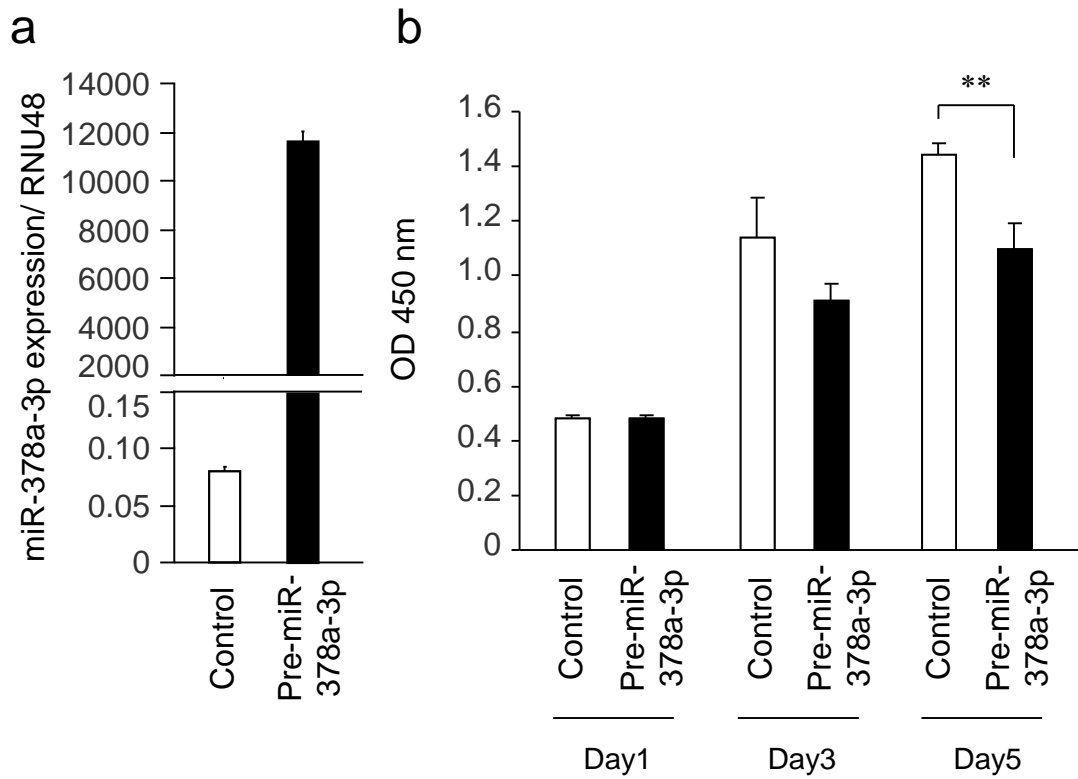 a
miR-378a-3p expression/ RNU48
14000
12000
10000
8000
6000
4000
2000
0.15
0.10
0.05
0
Control
Pre-miR-
378a-3p
b
OD 450 nm
1.6
1.4
1.2
1.0
0.8
0.6
0.4
0.2
0
**
Control
Pre-miR-
378a-3p
Control
Pre-miR-
378a-3p
Control
Pre-miR-
378a-3p
Day1
Day3
Day5